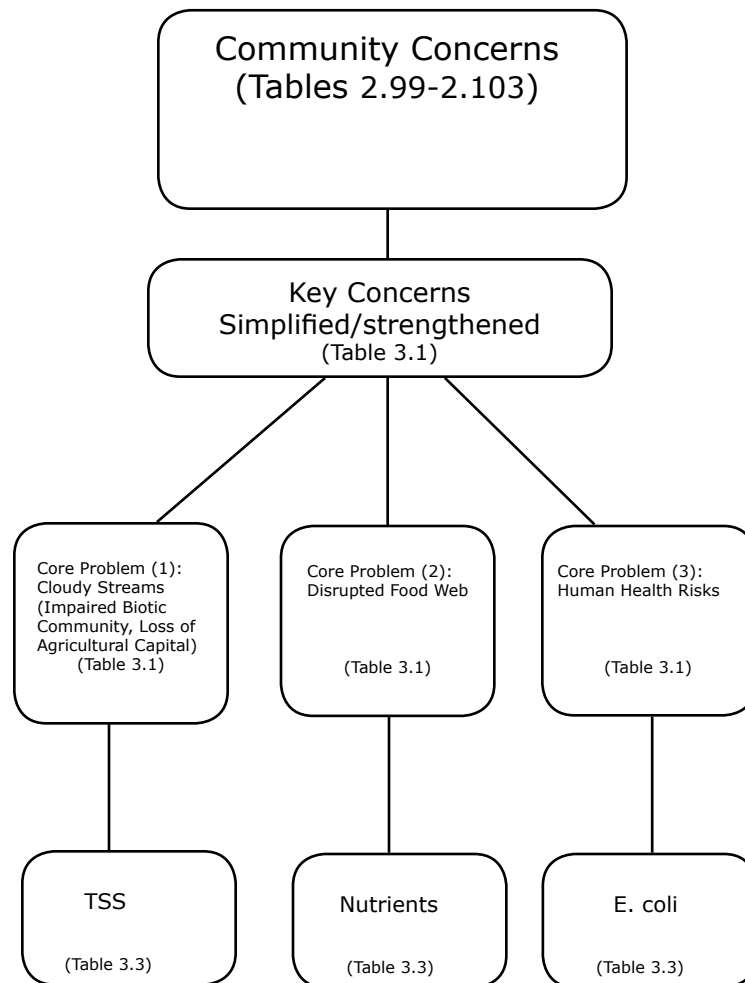 Community Concerns
(Tables 2.99-2.103)
Key Concerns
Simplified/strengthened
(Table 3.1)
Core Problem (1):
Cloudy Streams
(Impaired Biotic
Community, Loss of
Agricultural Capital)
(Table 3.1)
Core Problem (2):
Disrupted Food Web
(Table 3.1)
Core Problem (3):
Human Health Risks
(Table 3.1)
TSS
(Table 3.3)
Nutrients
(Table 3.3)
E. coli
(Table 3.3)